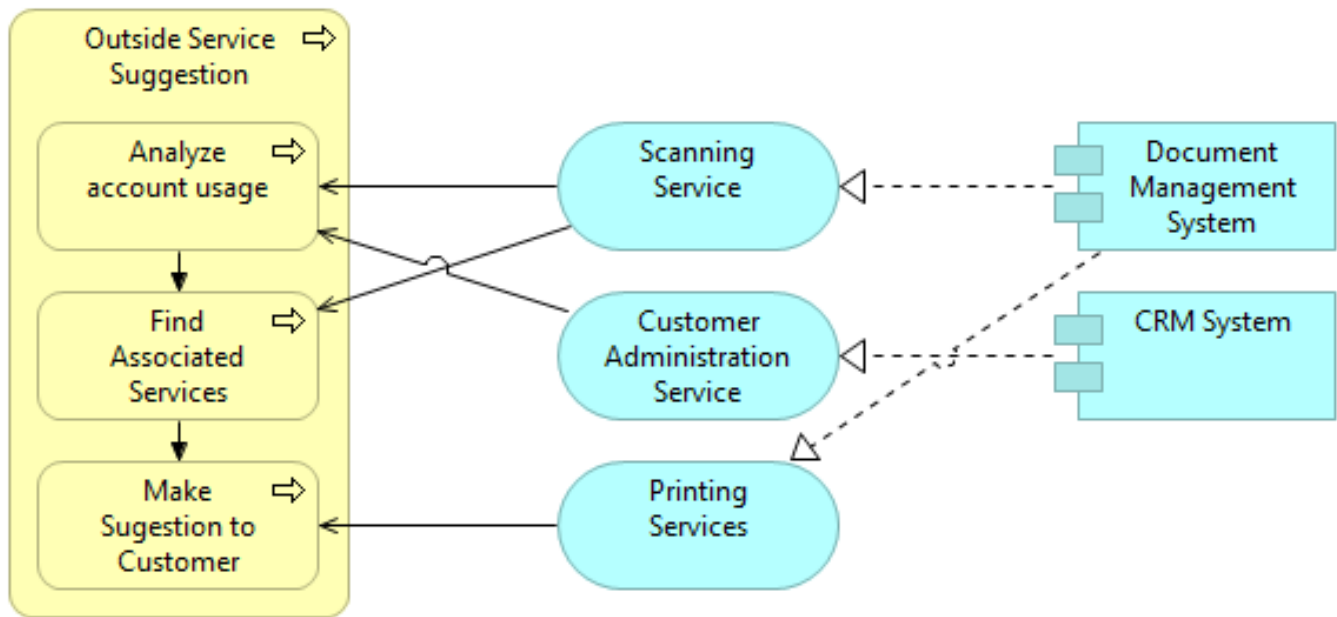 Outside Service
Suggestion
Analyze
account usage
Find
Associated
Services
Make
Sugestion to
Customer
Scanning
Service
Customer
Administration
Service
Printing
Services
Document
Management
System
CRM System